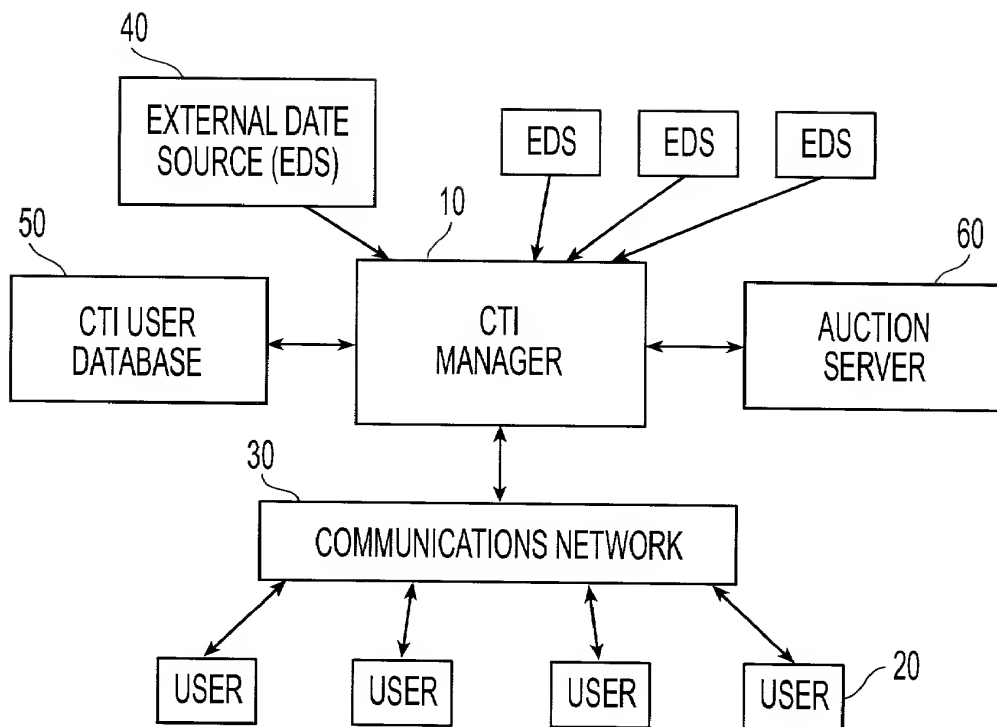 40
EXTERNAL DATE
SOURCE (EDS)
EDS
EDS
EDS
50
10
60
CTI USER
DATABASE
CTI
MANAGER
AUCTION
SERVER
30
COMMUNICATIONS NETWORK
USER
USER
USER
USER
20